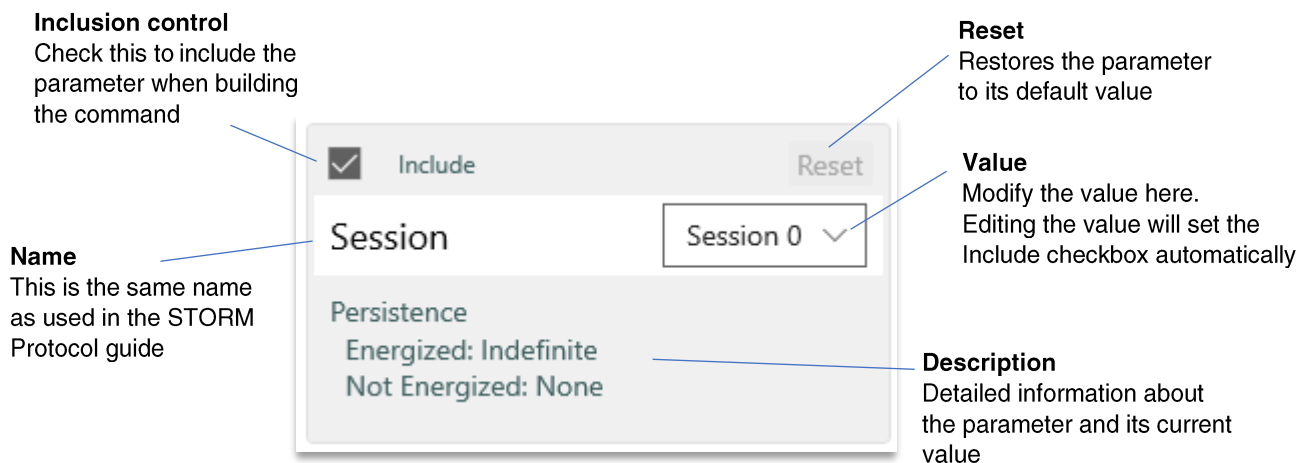 Inclusion control
Check this to include the
parameter when building
the command
Reset
Restores the parameter
to its default value
Include
Reset
Value
Modify the value here.
Editing the value will set the
Include checkbox automatically
Session
Session 0
Name
This is the same name
as used in the STORM
Protocol guide
Persistence
Energized: Indefinite
Not Energized: None
Description
Detailed information about
the parameter and its current
value